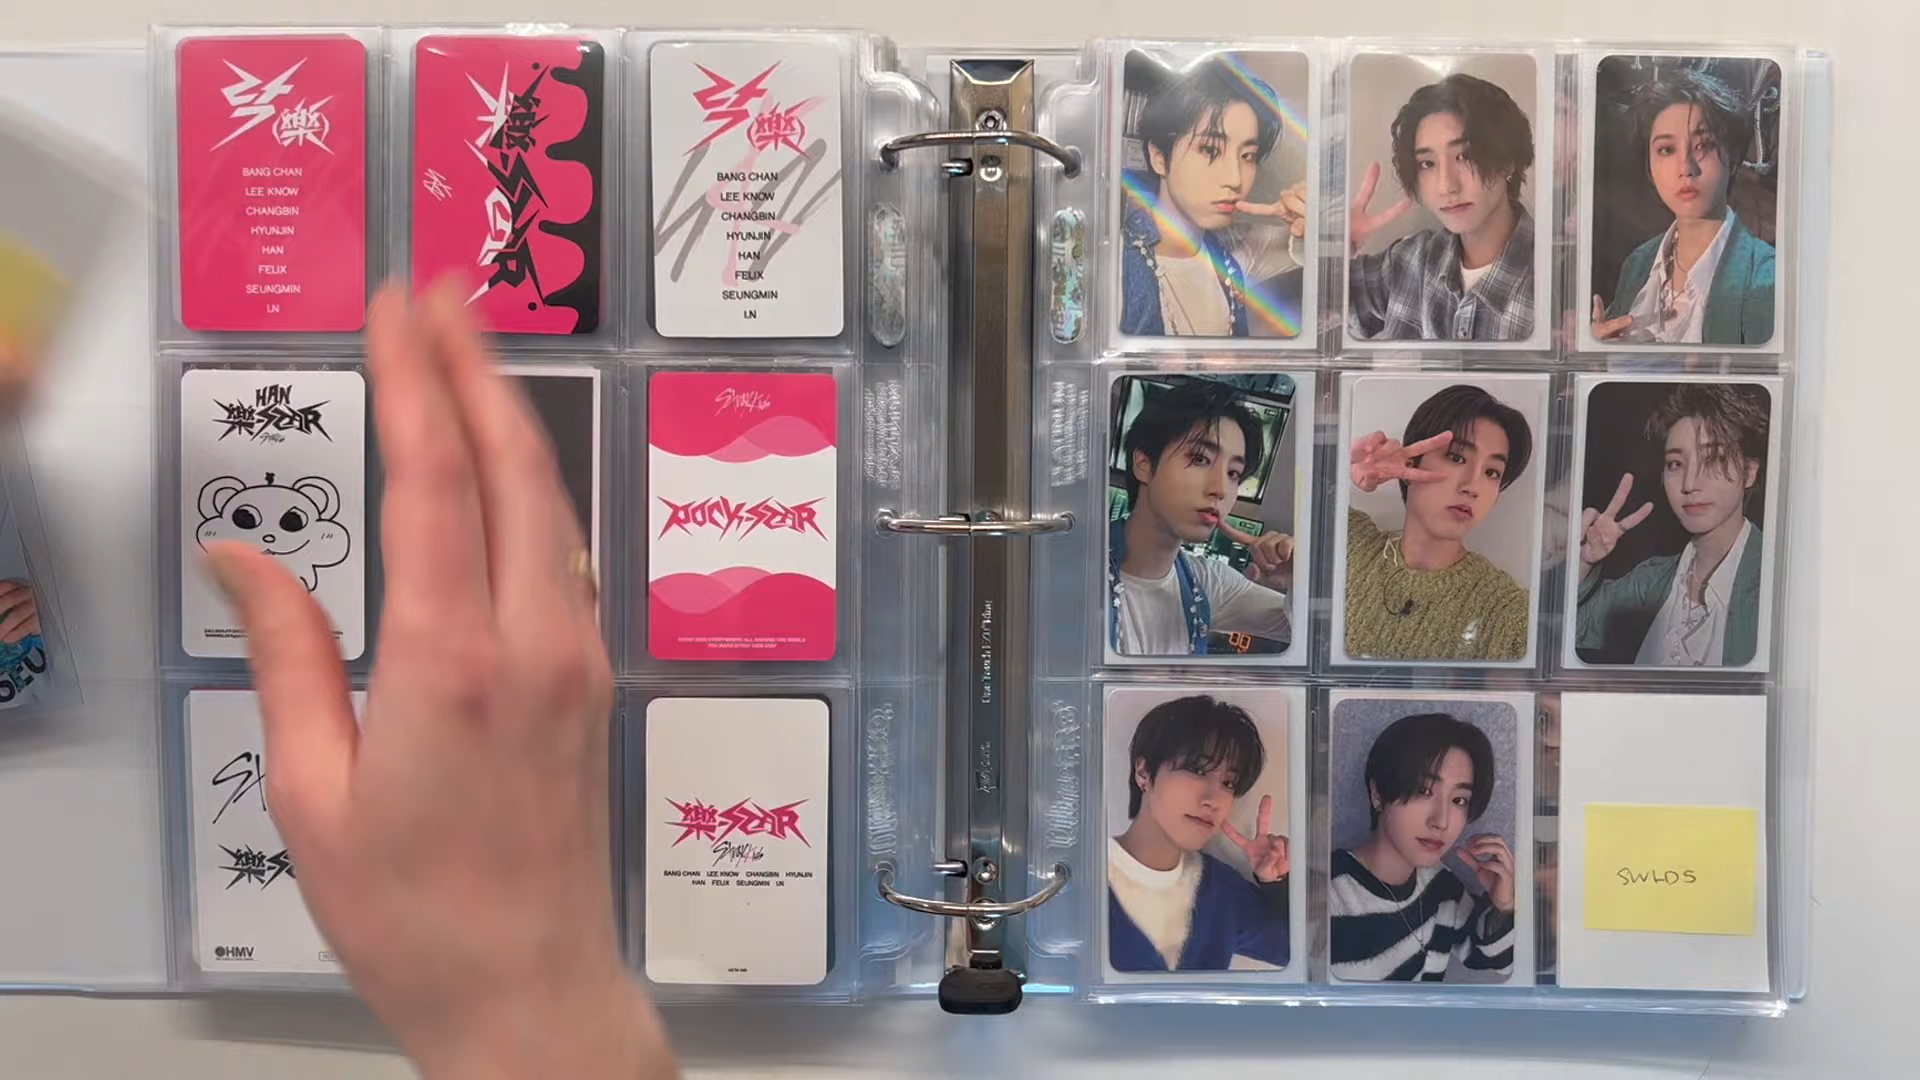 락
(樂)
BANG CHAN
LEE KNOW
CHANGBIN
HYUNJIN
HAN
FELIX
SEUNGMIN
I.N
樂-STAR
락
(樂)
BANG CHAN
LEE KNOW
CHANGBIN
HYUNJIN
HAN
FELIX
SEUNGMIN
I.N
HAN
樂-STAR
Stray Kids
ROCK-STAR
HMV
樂-STAR
Stray Kids
BANG CHAN LEE KNOW CHANGBIN HYUNJIN
HAN FELIX SEUNGMIN I.N
SWLDS